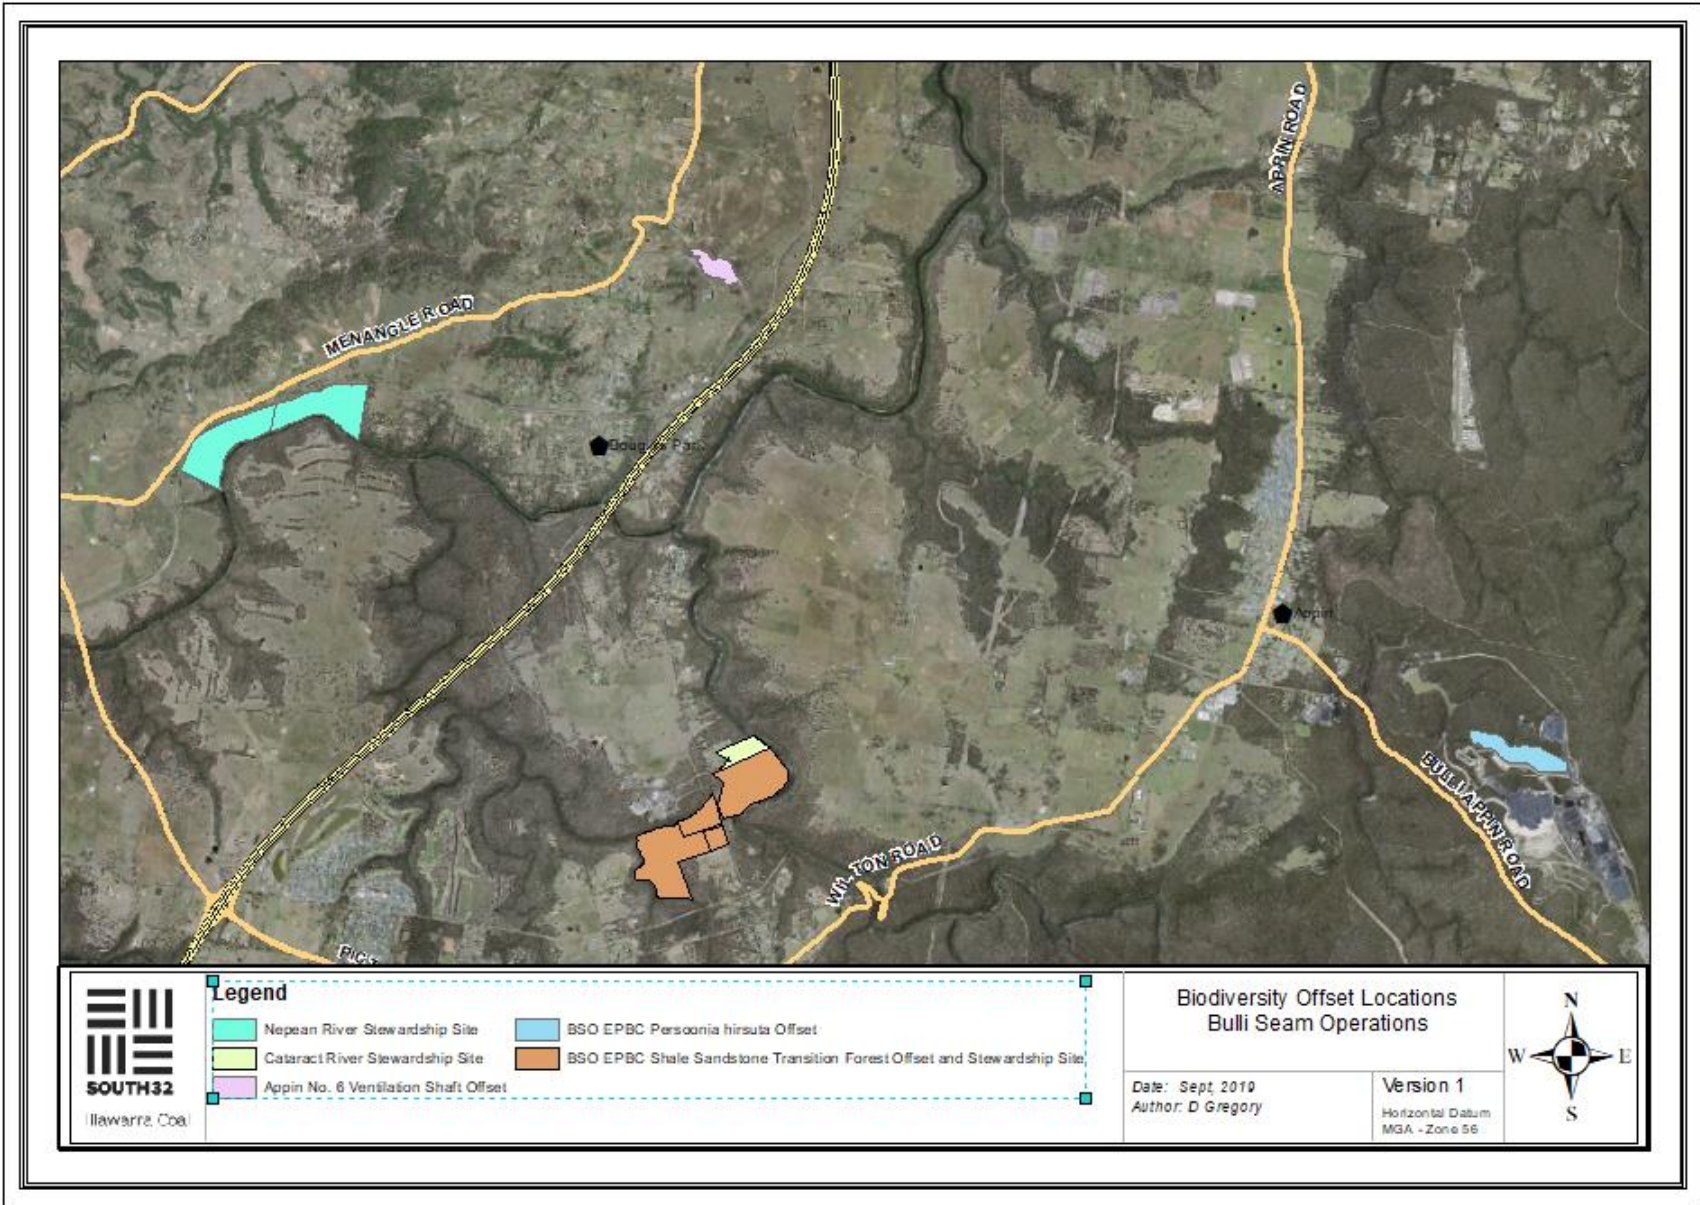 APPIN ROAD
MENANGLE ROAD
Appin
BULLI APPIN ROAD
WILTON ROAD
Legend
Nepean River Stewardship Site
Cataract River Stewardship Site
Appin No. 6 Ventilation Shaft Offset
BSO EPBC Persoonia hirsuta Offset
BSO EPBC Shale Sandstone Transition Forest Offset and Stewardship Site
SOUTH32
Illawarra Coal
Biodiversity Offset Locations
Bulli Seam Operations
Date: Sept, 2019
Author: D Gregory
Version 1
Horizontal Datum
MGA - Zone 56
N
W
E
S